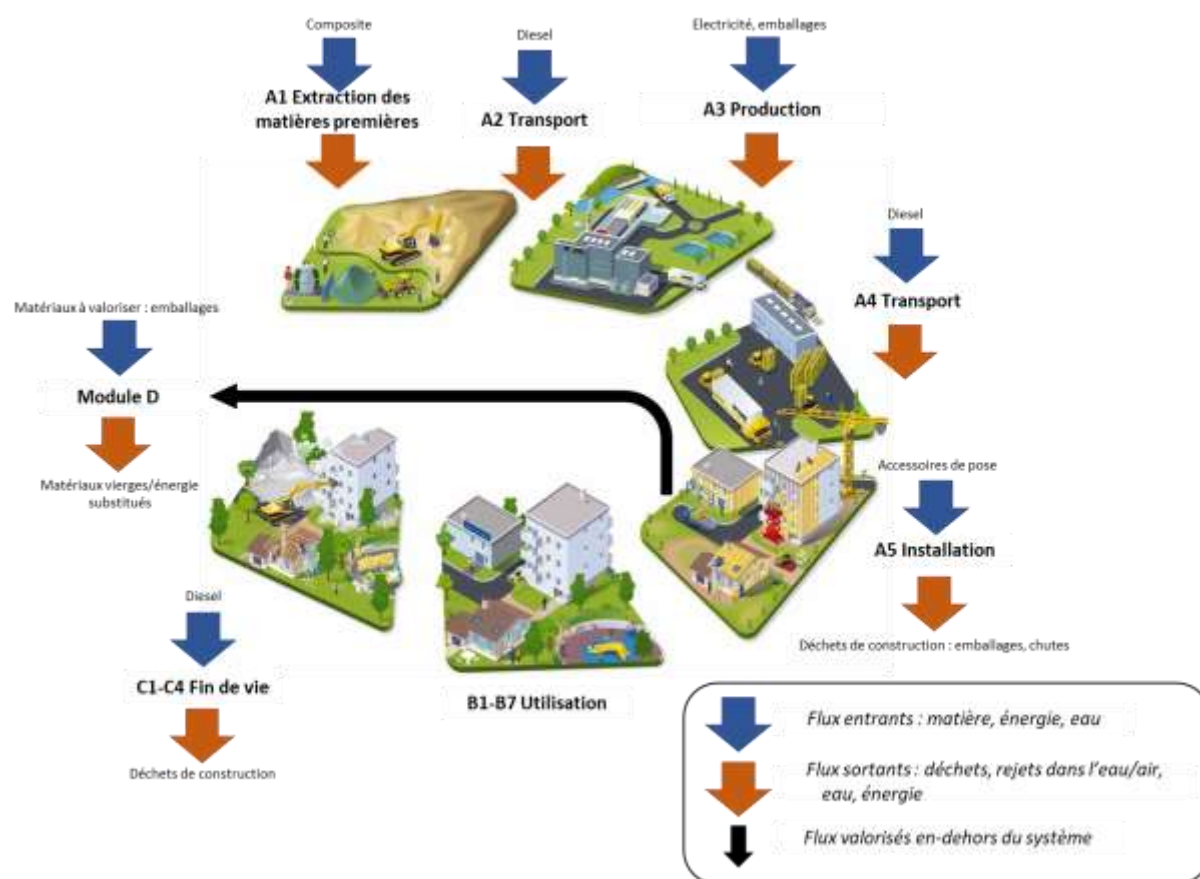 Composite
Diesel
Electricité, emballages
A1 Extraction des
matières premières
A2 Transport
A3 Production
Diesel
A4 Transport
Matériaux à valoriser : emballages
Module D
Matériaux vierges/énergie
substitués
Accessoires de pose
A5 Installation
Déchets de construction : emballages, chutes
Diesel
C1-C4 Fin de vie
Déchets de construction
B1-B7 Utilisation
Flux entrants : matière, énergie, eau
Flux sortants : déchets, rejets dans l'eau/air,
eau, énergie
Flux valorisés en-dehors du système